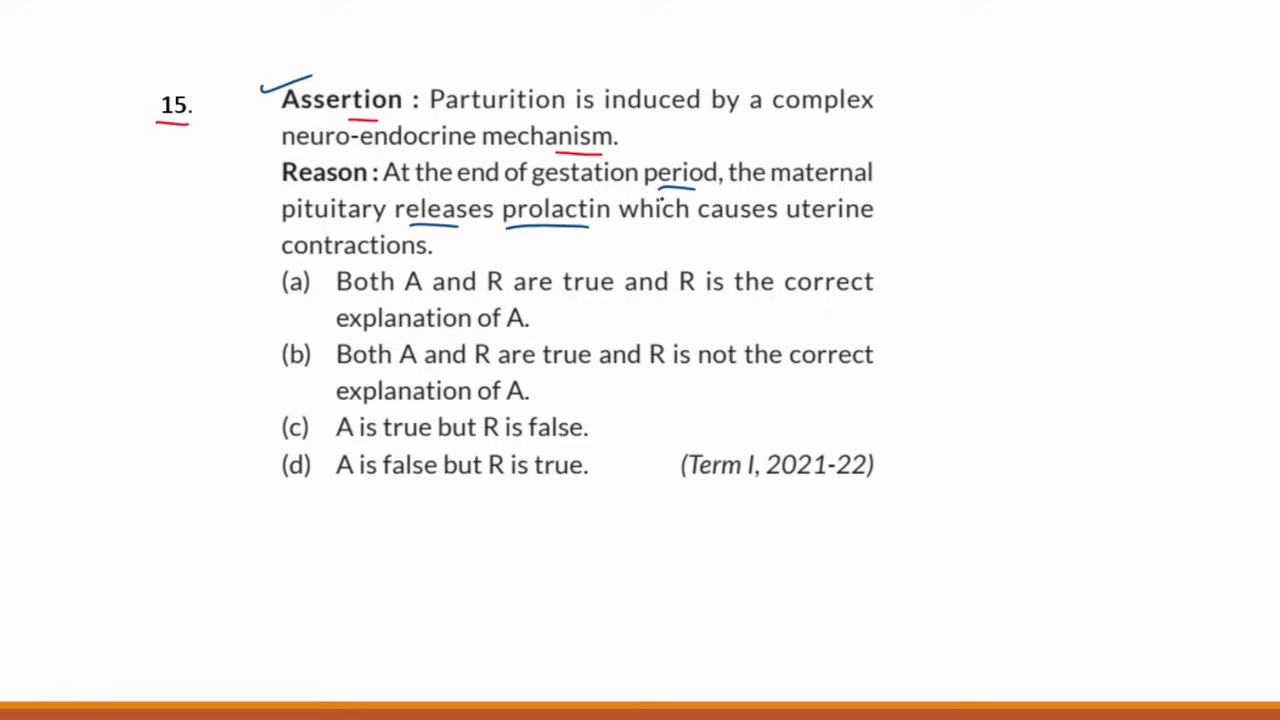 15.
Assertion : Parturition is induced by a complex
neuro-endocrine mechanism.
Reason : At the end of gestation period, the maternal
pituitary releases prolactin which causes uterine
contractions.
(a) Both A and R are true and R is the correct
explanation of A.
(b) Both A and R are true and R is not the correct
explanation of A.
(c) A is true but R is false.
(d) A is false but R is true. (Term I, 2021-22)